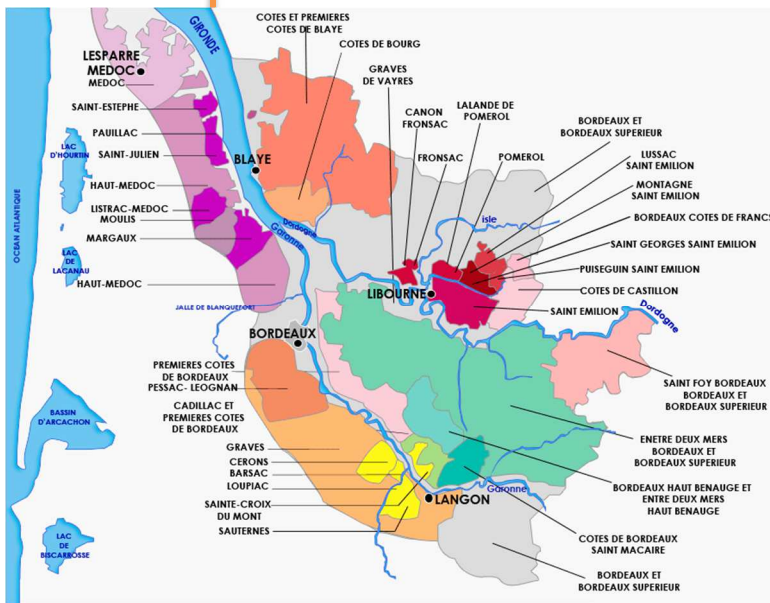 GIRONDE
COTES ET PREMIERES
COTES DE BLAYE
COTES DE BOURG
GRAVES
DE VAYRES
CANON
FRONSAC
FRONSAC
LALANDE DE
POMEROL
POMEROL
BORDEAUX ET
BORDEAUX SUPERIEUR
LUSSAC
SAINT EMILION
MONTAGNE
SAINT EMILION
BORDEAUX COTES DE FRANCS
SAINT GEORGES SAINT EMILION
PUISEGUIN SAINT EMILION
COTES DE CASTILLON
SAINT EMILION
LESPARRE
MEDOC
MEDOC
SAINT-ESTEPHE
PAUILLAC
SAINT-JULIEN
HAUT-MEDOC
LISTRAC-MEDOC
MOULIS
MARGAUX
HAUT-MEDOC
LAC
D'HOURTIN
OCEAN ATLANTIQUE
LAC
DE
LACANAU
JALLE DE BLANQUEFORT
BLAYE
Dordogne
Garonne
isle
LIBOURNE
BORDEAUX
Dordogne
PREMIERES COTES
DE BORDEAUX
PESSAC- LEOGNAN
CADILLAC ET
PREMIERES COTES
DE BORDEAUX
GRAVES
CERONS
BARSAC
LOUPIAC
SAINTE-CROIX
DU MONT
SAUTERNES
LANGON
Garonne
SAINT FOY BORDEAUX
BORDEAUX ET
BORDEAUX SUPERIEUR
ENETRE DEUX MERS
BORDEAUX ET
BORDEAUX SUPERIEUR
BORDEAUX HAUT BENAUGE ET
ENTRE DEUX MERS
HAUT BENAUGE
COTES DE BORDEAUX
SAINT MACAIRE
BORDEAUX ET
BORDEAUX SUPERIEUR
BASSIN
D'ARCACHON
LAC
DE
BISCARROSSE